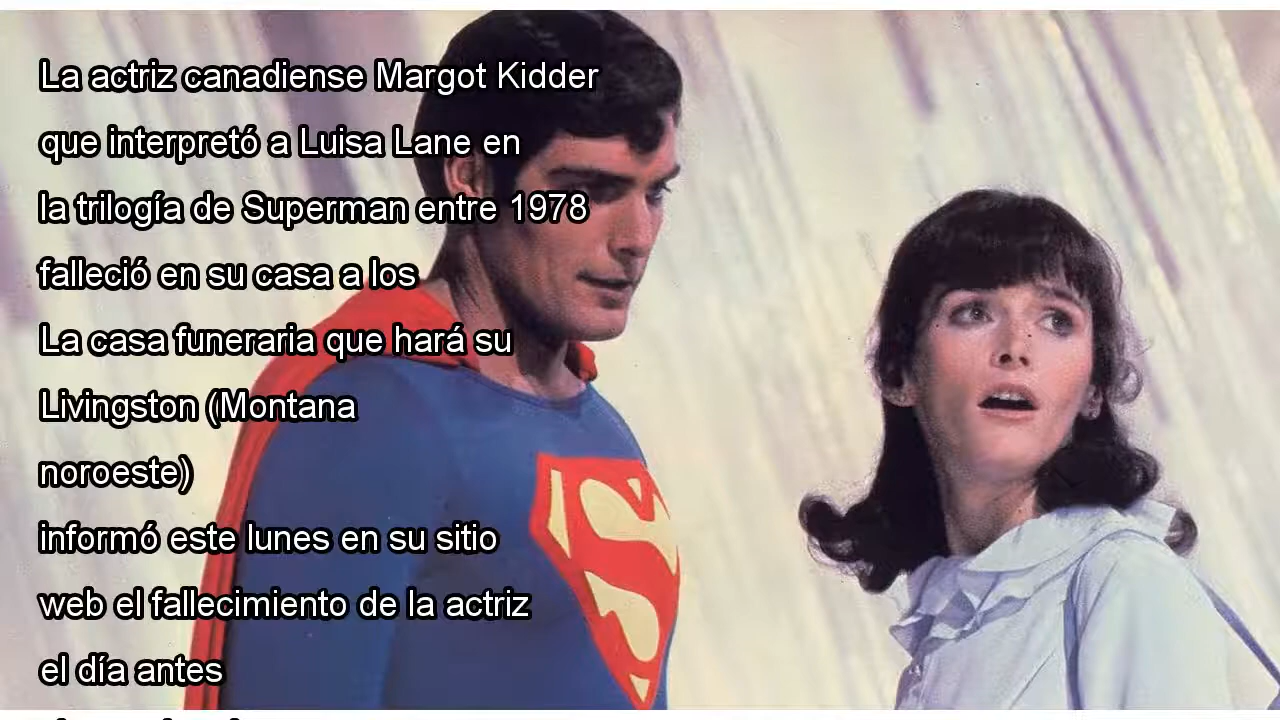 La actriz canadiense Margot Kidder
que interpretó a Luisa Lane en
la trilogía de Superman entre 1978
falleció en su casa a los
La casa funeraria que hará su
Livingston (Montana
noroeste)
informó este lunes en su sitio
web el fallecimiento de la actriz
el día antes